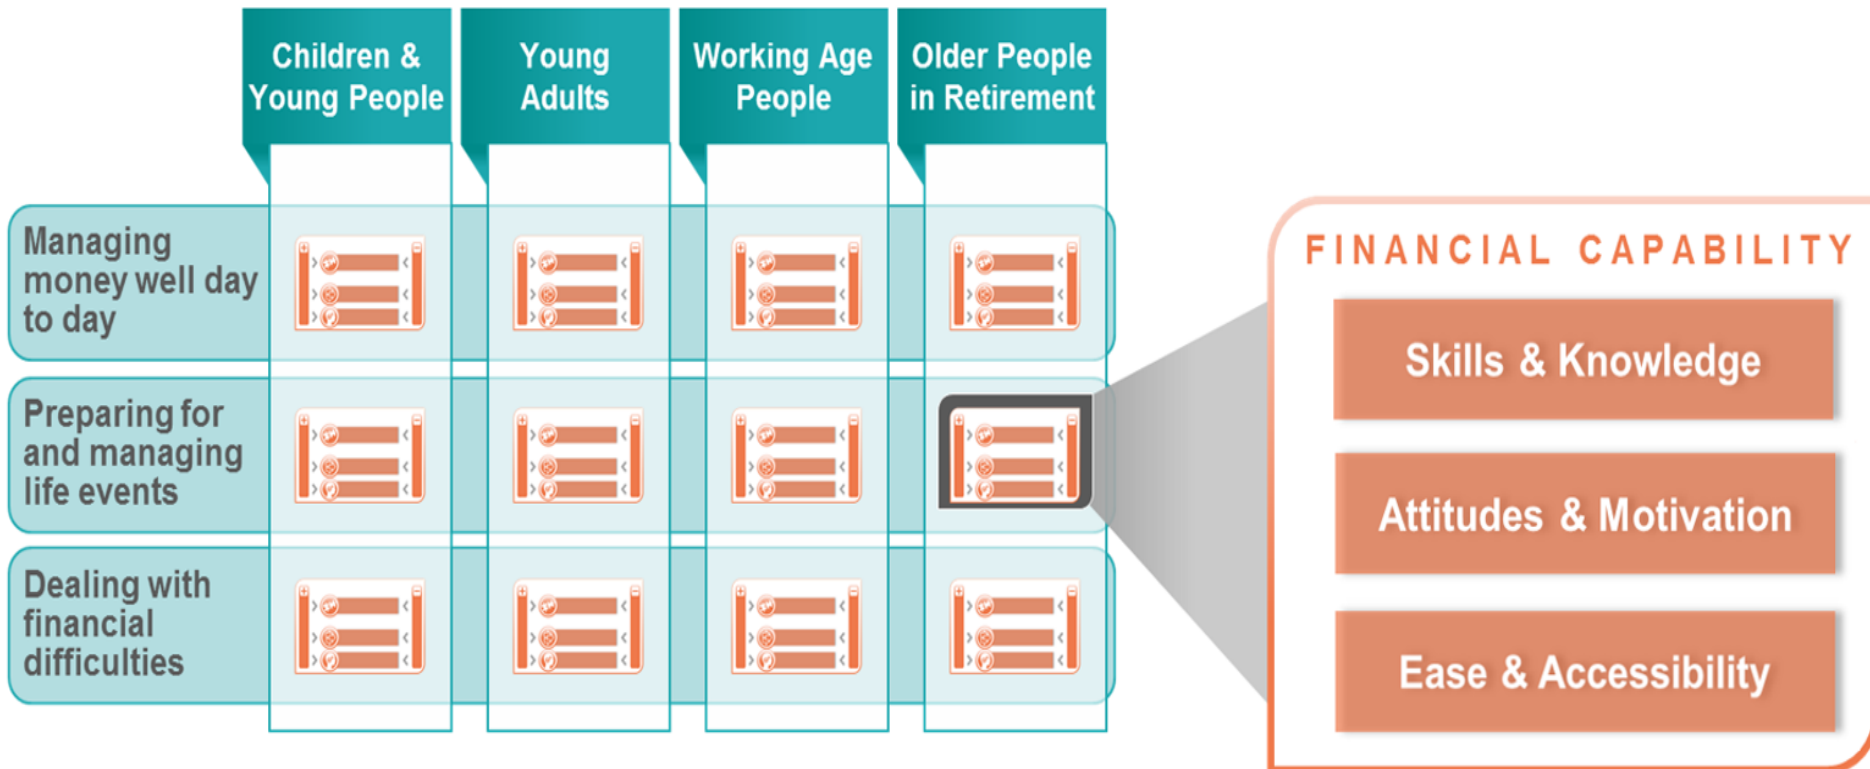 Children &
Young People
Young
Adults
Working Age
People
Older People
in Retirement
Managing
money well day
to day
Preparing for
and managing
life events
Dealing with
financial
difficulties
FINANCIAL CAPABILITY
Skills & Knowledge
Attitudes & Motivation
Ease & Accessibility